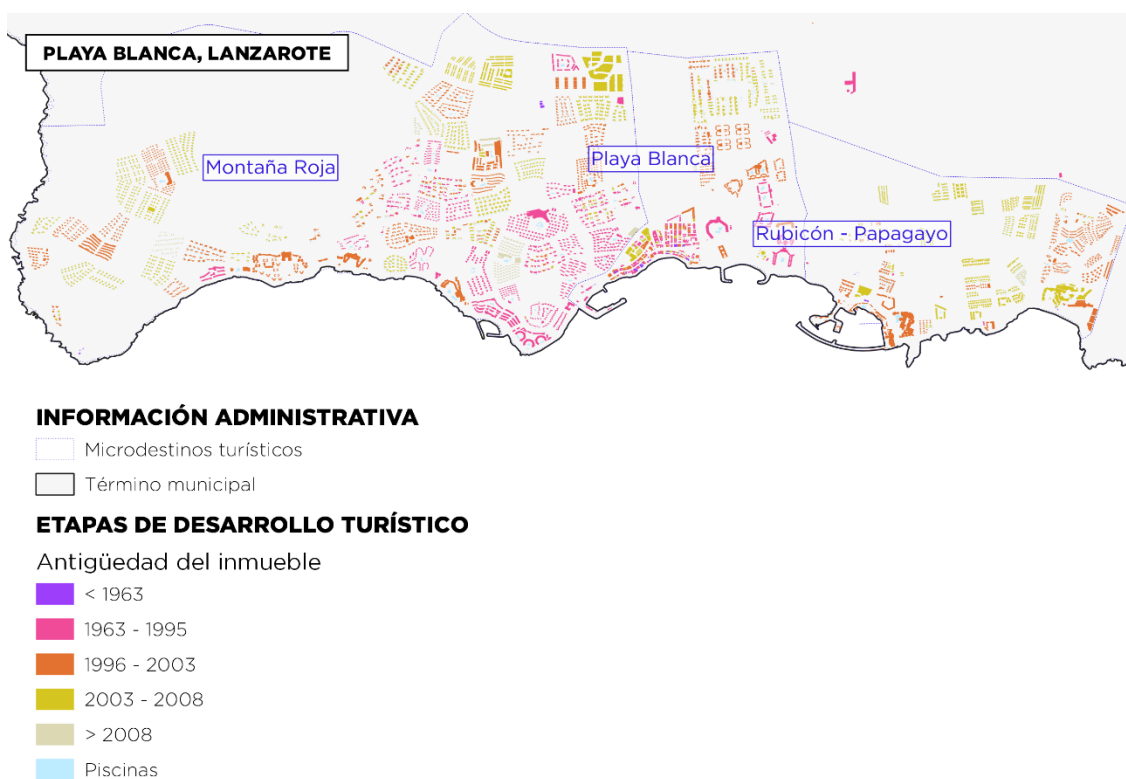 PLAYA BLANCA, LANZAROTE
Montaña Roja
Playa Blanca
Rubicón - Papagayo
INFORMACIÓN ADMINISTRATIVA
Microdestinos turísticos
Término municipal
ETAPAS DE DESARROLLO TURÍSTICO
Antigüedad del inmueble
< 1963
1963 - 1995
1996 - 2003
2003 - 2008
> 2008
Piscinas